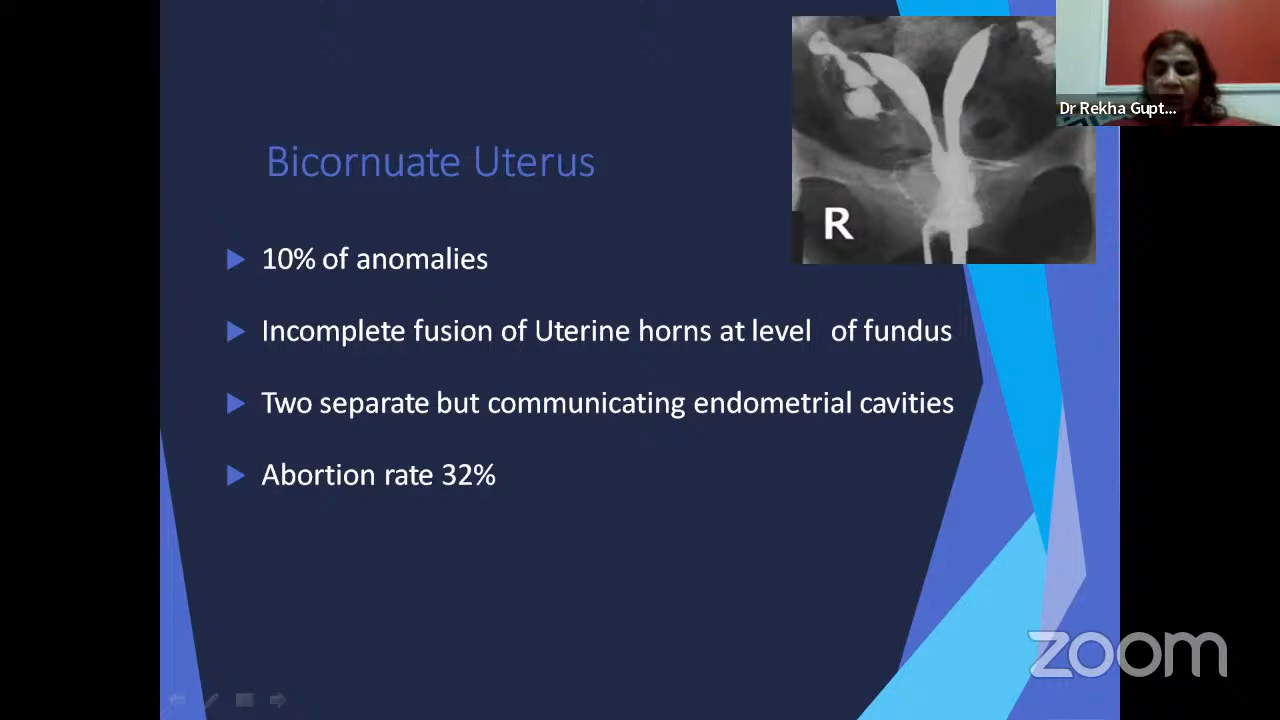 Dr Rekha Gupt...
R
Bicornuate Uterus
10% of anomalies
Incomplete fusion of Uterine horns at level of fundus
Two separate but communicating endometrial cavities
Abortion rate 32%
zoom